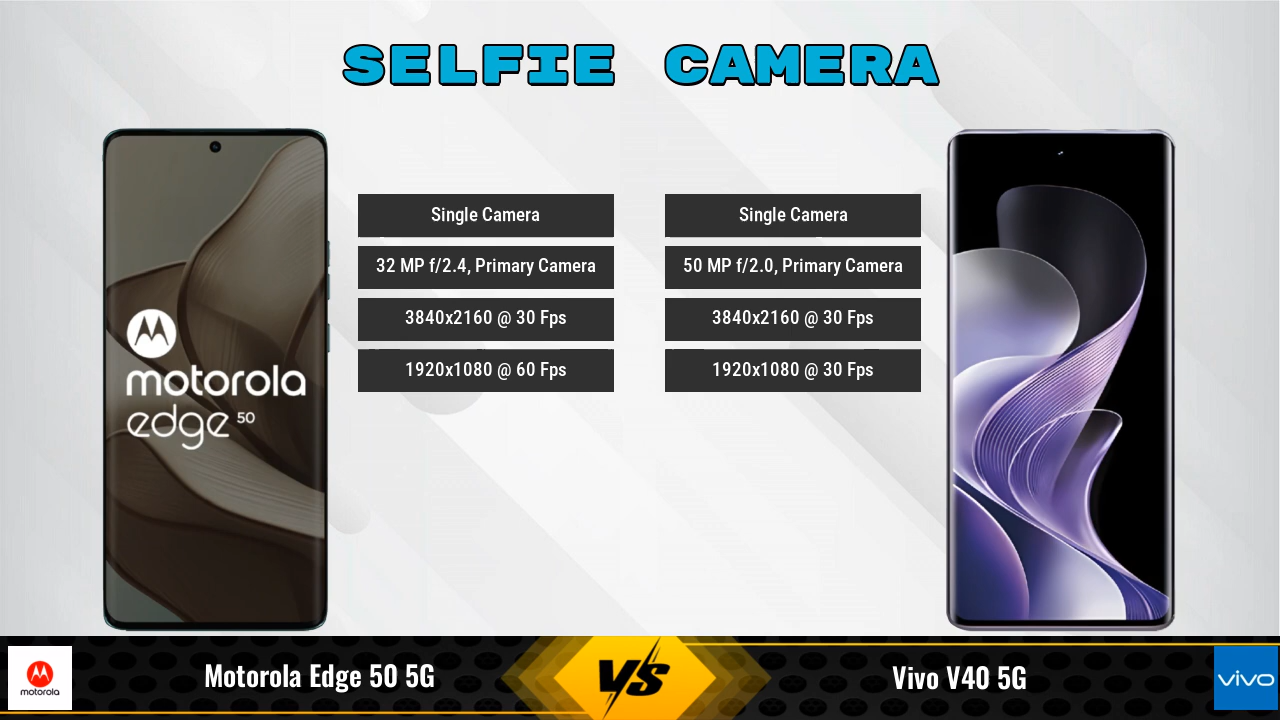 SELFIE CAMERA
Single Camera
32 MP f/2.4, Primary Camera
3840x2160 @ 30 Fps
1920x1080 @ 60 Fps
Single Camera
50 MP f/2.0, Primary Camera
3840x2160 @ 30 Fps
1920x1080 @ 30 Fps
motorola
edge 50
motorola
Motorola Edge 50 5G
VS
Vivo V40 5G
vivo